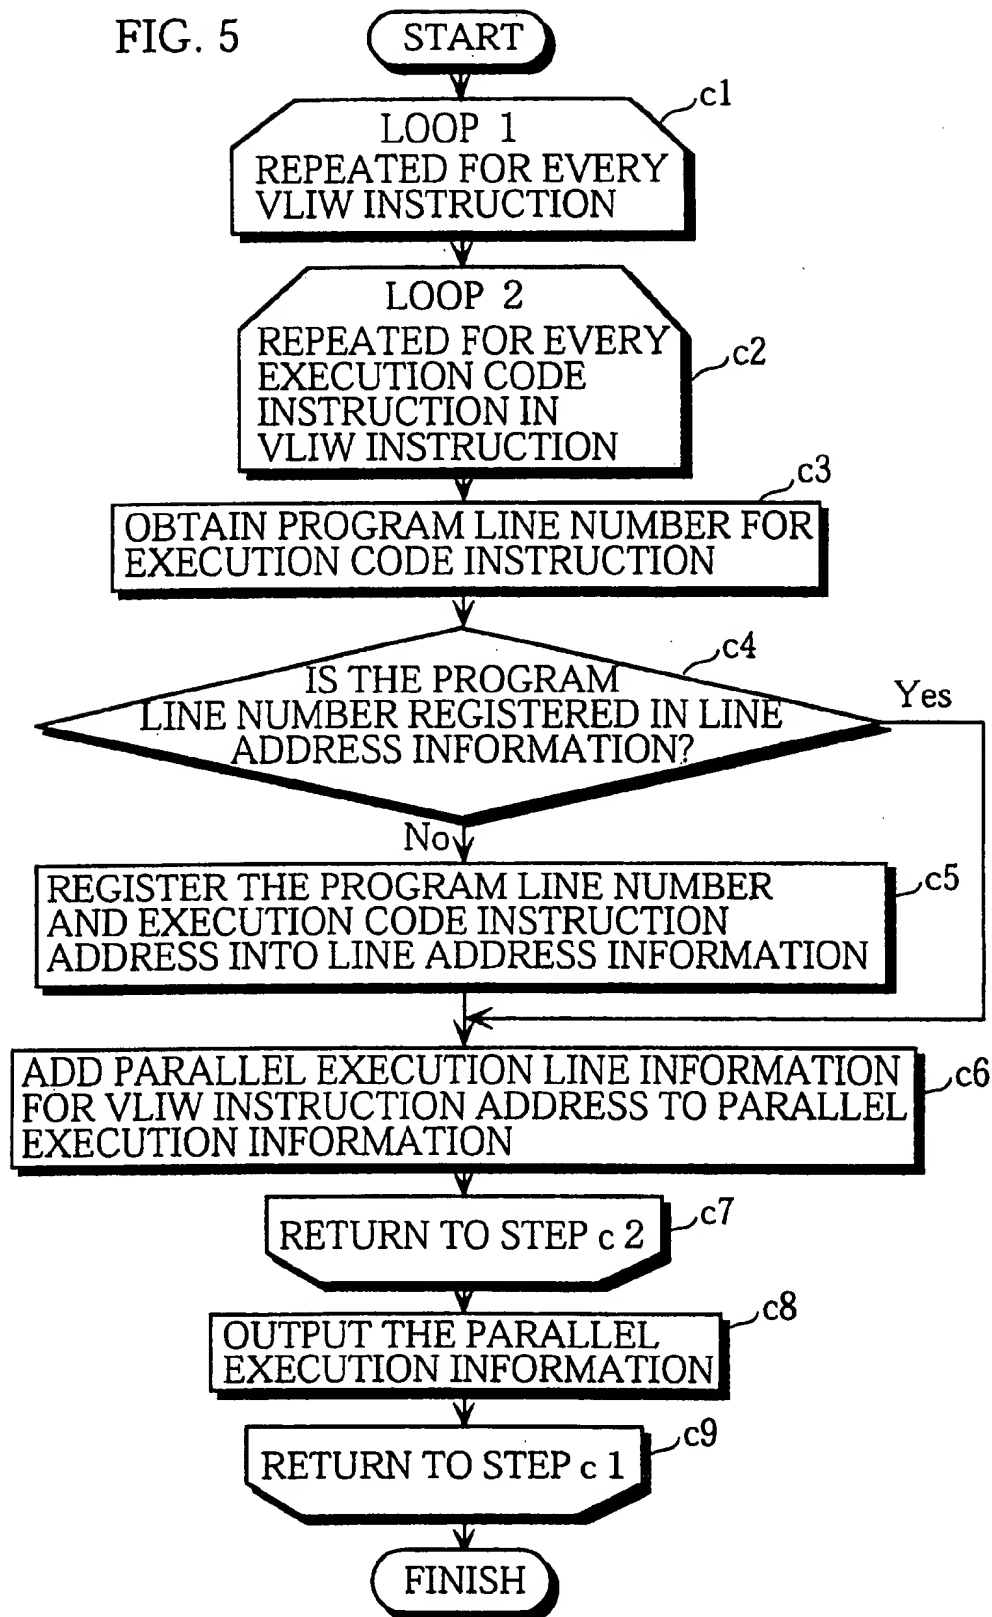 FIG. 5
START
c1
LOOP 1
REPEATED FOR EVERY
VLIW INSTRUCTION
LOOP 2
REPEATED FOR EVERY
EXECUTION CODE
INSTRUCTION IN
VLIW INSTRUCTION
c2
c3
OBTAIN PROGRAM LINE NUMBER FOR
EXECUTION CODE INSTRUCTION
c4
IS THE PROGRAM
LINE NUMBER REGISTERED IN LINE
ADDRESS INFORMATION?
Yes
No
REGISTER THE PROGRAM LINE NUMBER
AND EXECUTION CODE INSTRUCTION
ADDRESS INTO LINE ADDRESS INFORMATION
c5
ADD PARALLEL EXECUTION LINE INFORMATION
FOR VLIW INSTRUCTION ADDRESS TO PARALLEL
EXECUTION INFORMATION
c6
RETURN TO STEP c 2
c7
OUTPUT THE PARALLEL
EXECUTION INFORMATION
c8
RETURN TO STEP c 1
c9
FINISH